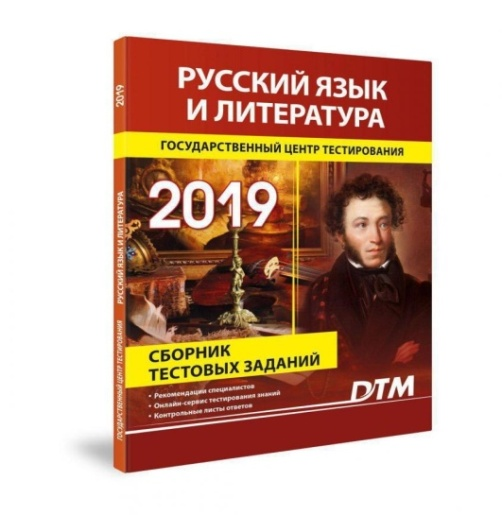 РУССКИЙ ЯЗЫК
И ЛИТЕРАТУРА
ГОСУДАРСТВЕННЫЙ ЦЕНТР ТЕСТИРОВАНИЯ
2019
СБОРНИК
ТЕСТОВЫХ ЗАДАНИЙ
• Рекомендации специалистов
• Онлайн-сервис тестирования знаний
• Контрольные листы ответов
DTM
2019
РУССКИЙ ЯЗЫК И ЛИТЕРАТУРА
ГОСУДАРСТВЕННЫЙ ЦЕНТР ТЕСТИРОВАНИЯ